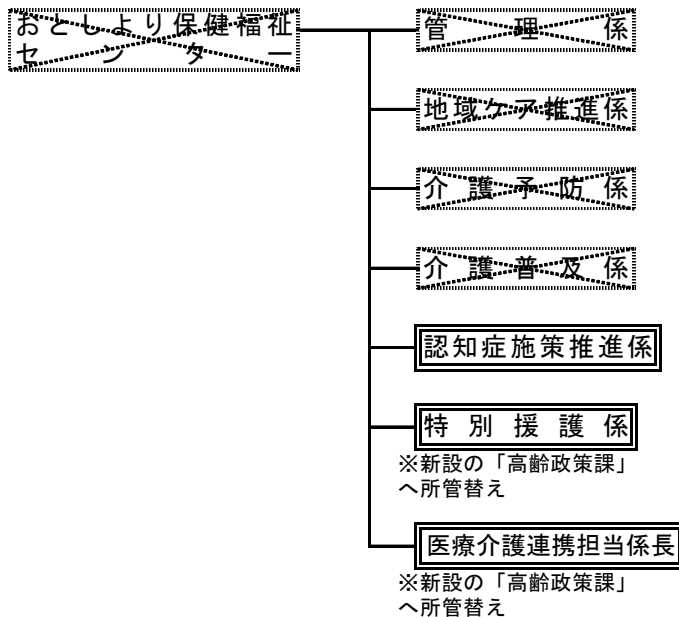 おとしより保健福祉
センター
管理係
地域ケア推進係
介護予防係
介護普及係
認知症施策推進係
特別援護係
※新設の「高齢政策課」
へ所管替え
医療介護連携担当係長
※新設の「高齢政策課」
へ所管替え